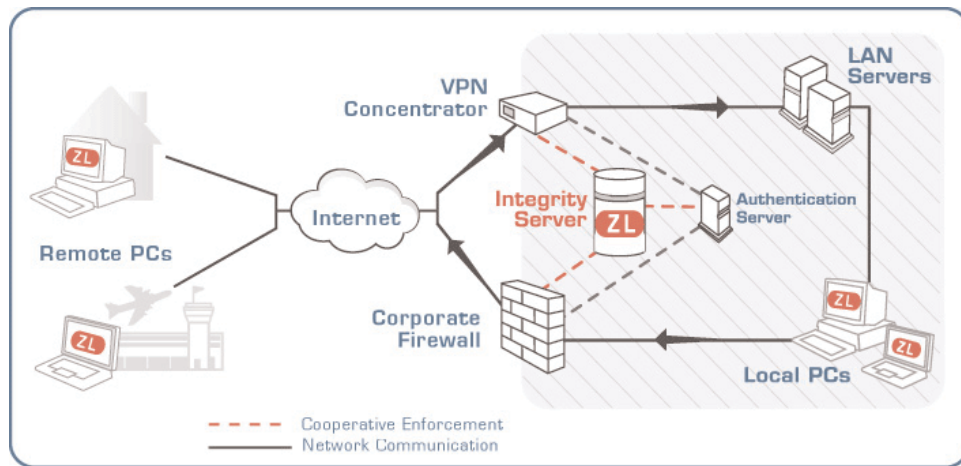 LAN
Servers
VPN
Concentrator
ZL
Integrity
Server
ZL
Authentication
Server
Internet
Remote PCs
ZL
Corporate
Firewall
ZL
ZL
Local PCs
Cooperative Enforcement
Network Communication